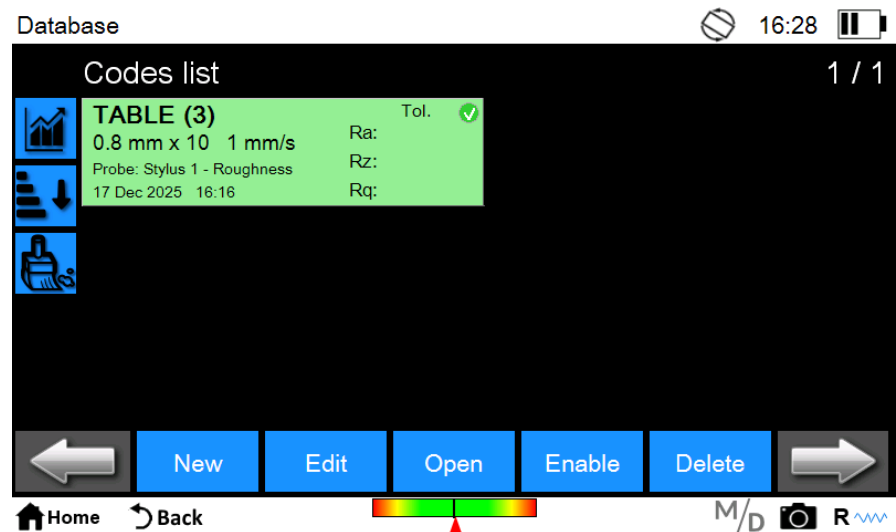 Database
16:28
Codes list
1 / 1
TABLE (3)
Tol.
0.8 mm x 10 1 mm/s
Ra:
Probe: Stylus 1 - Roughness
Rz:
17 Dec 2025 16:16
Rq:
New
Edit
Open
Enable
Delete
Home
Back
M/D
R